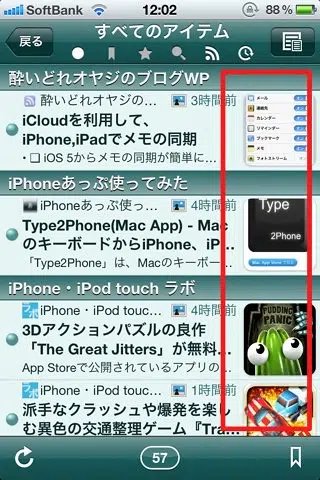 SoftBank 12:02 88%
戻る すべてのアイテム
酔いどれオヤジのブログWP
酔いどれオヤジの... 3時間前
iCloudを利用して、
iPhone,iPadでメモの同期
・❏ iOS 5からメモの同期が簡単に...
メール
連絡先
カレンダー
リマインダー
ブックマーク
メモ
フォトストリーム
iPhoneあっぷ使ってみた
iPhoneあっぷ使っ... 4時間前
Type2Phone(Mac App) - Mac
のキーボードからiPhone、iP...
「Type2Phone」は、Macのキーボー...
Type
2Phone
iPhone・iPod touch ラボ
ラボ iPhone・iPod touc... 4時間前
3Dアクションパズルの良作
「The Great Jitters」が無料...
App Storeで公開されているアプリの...
PUDDING
PANIC
ラボ iPhone・iPod touc... 1時間前
派手なクラッシュや爆発を楽し
む異色の交通整理ゲーム『Tra...
57